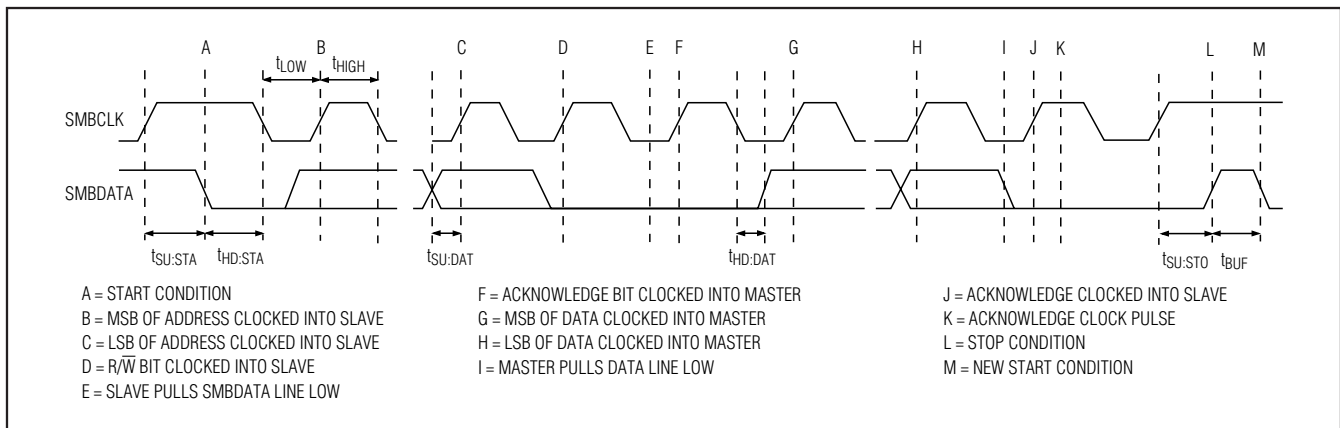 A B C D E F G H I J K L M
tLOW tHIGH
SMBCLK
SMBDATA
tSU:STA tHD:STA tSU:DAT tHD:DAT tSU:STO tBUF
A = START CONDITION
B = MSB OF ADDRESS CLOCKED INTO SLAVE
C = LSB OF ADDRESS CLOCKED INTO SLAVE
D = R/W̅ BIT CLOCKED INTO SLAVE
E = SLAVE PULLS SMBDATA LINE LOW
F = ACKNOWLEDGE BIT CLOCKED INTO MASTER
G = MSB OF DATA CLOCKED INTO MASTER
H = LSB OF DATA CLOCKED INTO MASTER
I = MASTER PULLS DATA LINE LOW
J = ACKNOWLEDGE CLOCKED INTO SLAVE
K = ACKNOWLEDGE CLOCK PULSE
L = STOP CONDITION
M = NEW START CONDITION